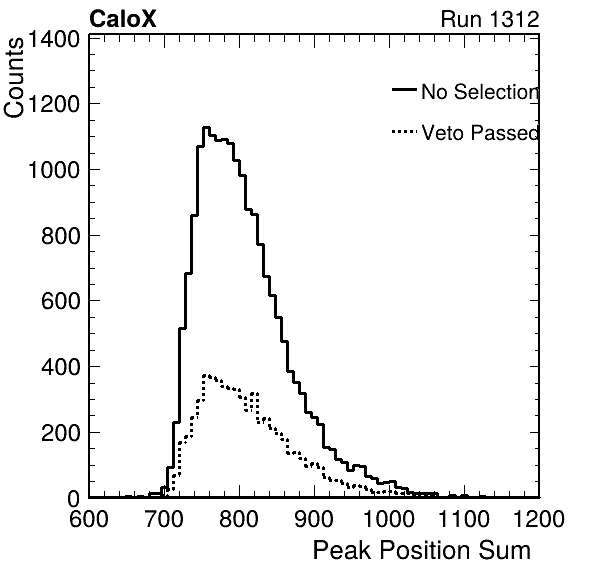 CaloX Run 1312
Counts
1400
1200
1000
800
600
400
200
0
No Selection
Veto Passed
600 700 800 900 1000 1100 1200
Peak Position Sum